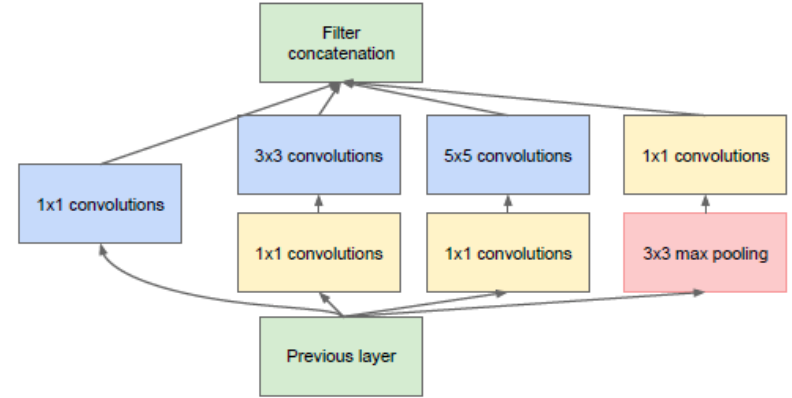 Filter
concatenation
3x3 convolutions
5x5 convolutions
1x1 convolutions
1x1 convolutions
1x1 convolutions
1x1 convolutions
3x3 max pooling
Previous layer